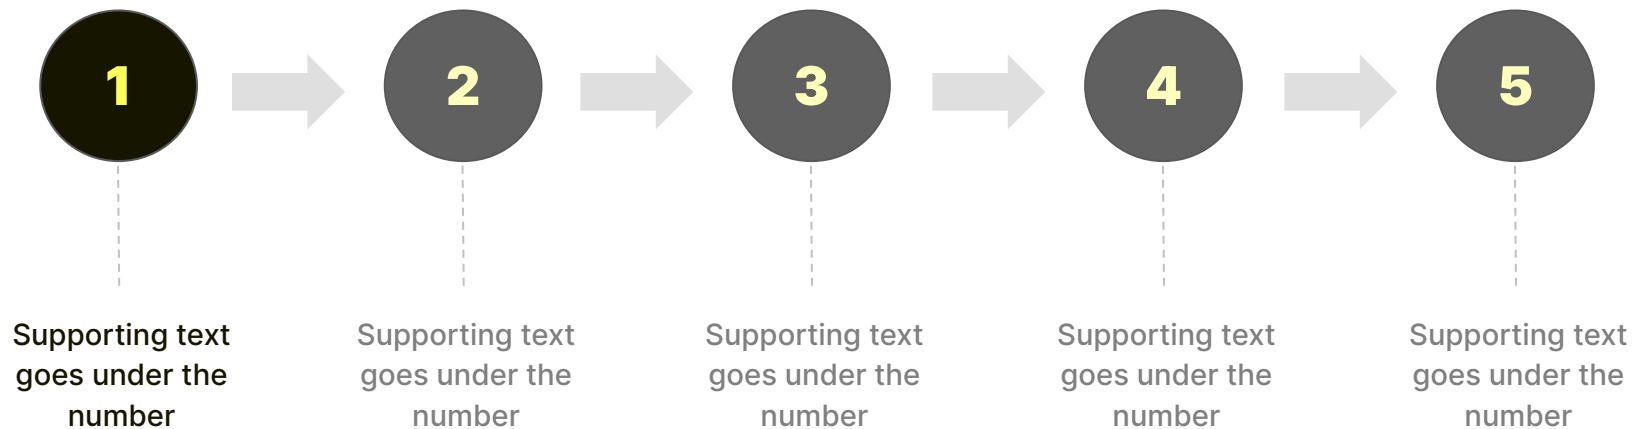 1
2
3
4
5
Supporting text
goes under the
number
Supporting text
goes under the
number
Supporting text
goes under the
number
Supporting text
goes under the
number
Supporting text
goes under the
number